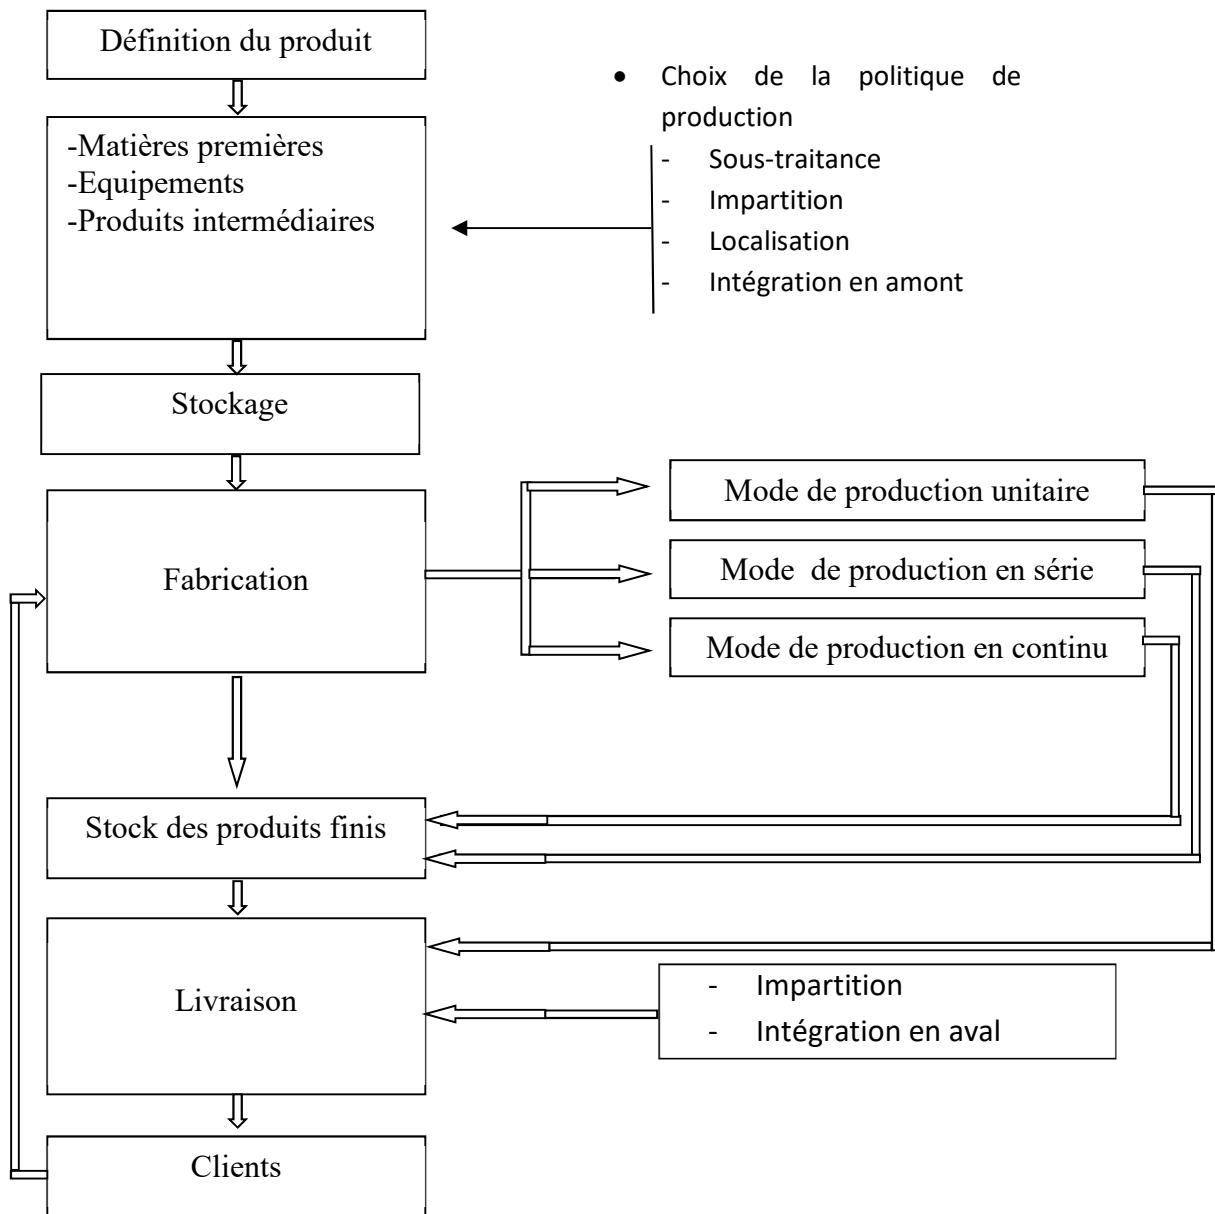 Définition du produit
• Choix de la politique de
production
- Sous-traitance
- Impartition
- Localisation
- Intégration en amont
-Matières premières
-Equipements
-Produits intermédiaires
Stockage
Fabrication
Mode de production unitaire
Mode de production en série
Mode de production en continu
Stock des produits finis
Livraison
- Impartition
- Intégration en aval
Clients